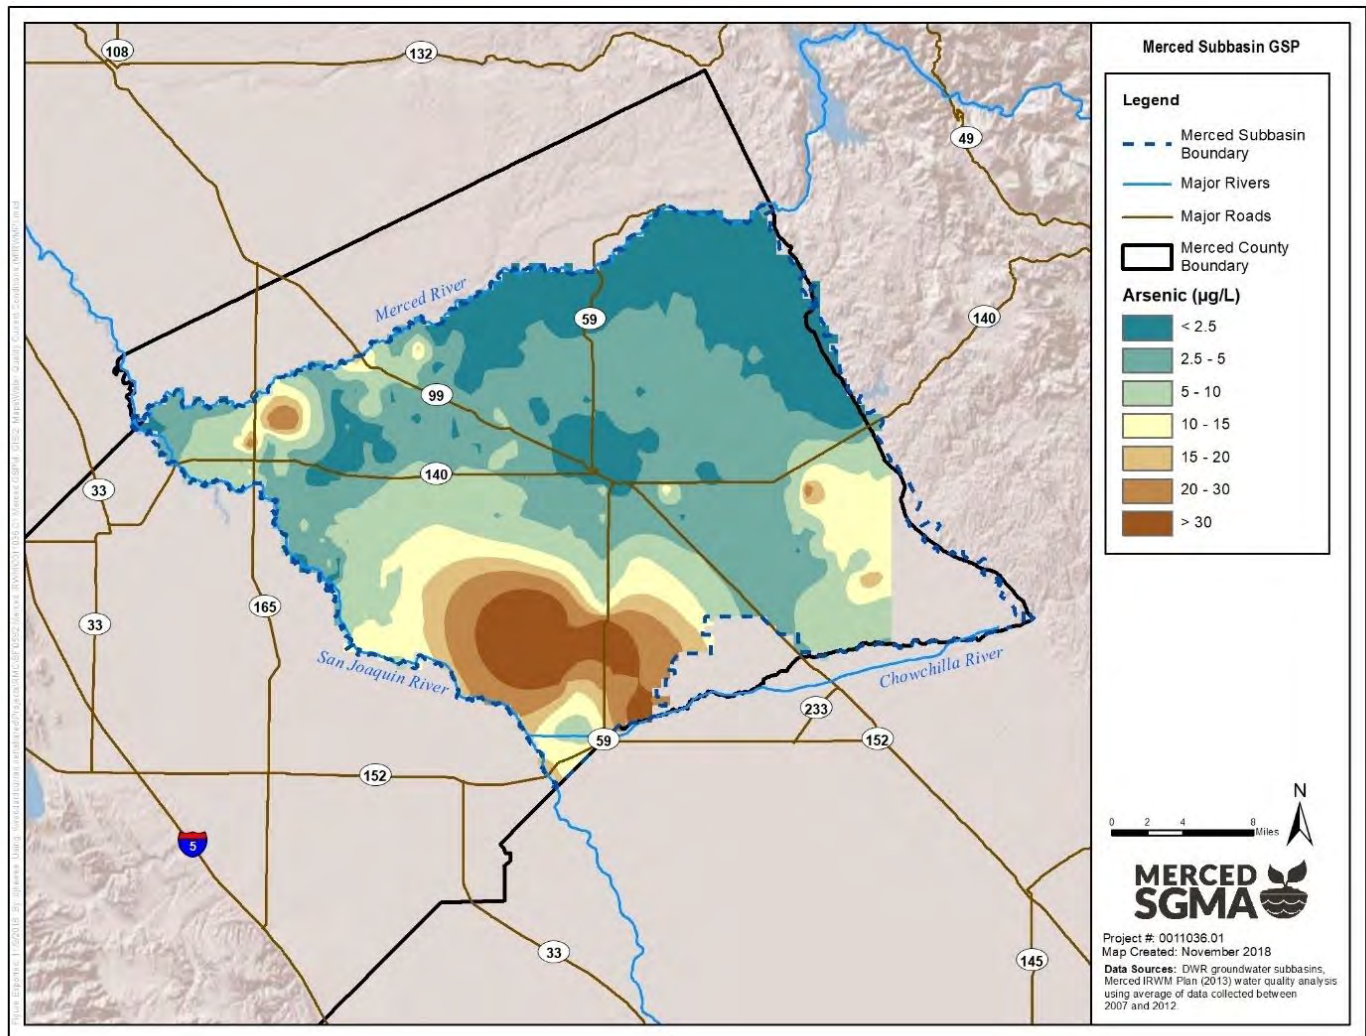 Merced Subbasin GSP
Legend
Merced Subbasin
Boundary
Major Rivers
Major Roads
Merced County
Boundary
Arsenic (µg/L)
< 2.5
2.5 - 5
5 - 10
10 - 15
15 - 20
20 - 30
> 30
108
132
49
Merced River
59
140
99
140
33
165
33
San Joaquin River
Chowchilla River
233
59
152
152
5
33
145
N
0 2 4 8
Miles
MERCED
SGMA
Project #: 0011036.01
Map Created: November 2018
Data Sources: DWR groundwater subbasins,
Merced IRWM Plan (2013) water quality analysis
using average of data collected between
2007 and 2012.